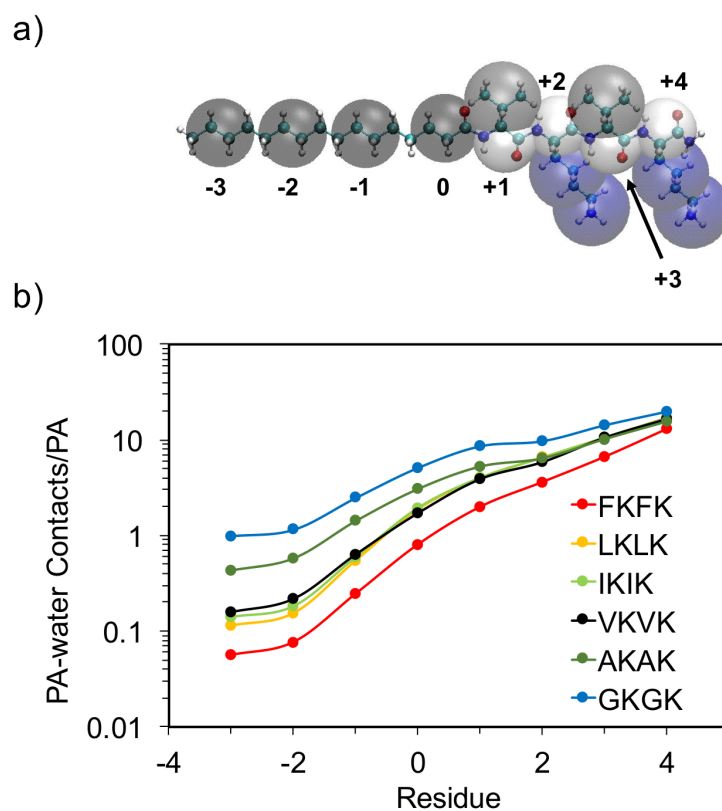 a)
+2
+4
-3
-2
-1
0
+1
+3
b)
PA-water Contacts/PA
100
10
1
0.1
0.01
-4
-2
0
2
4
Residue
FKFK
LKLK
IKIK
VKVK
AKAK
GKGK